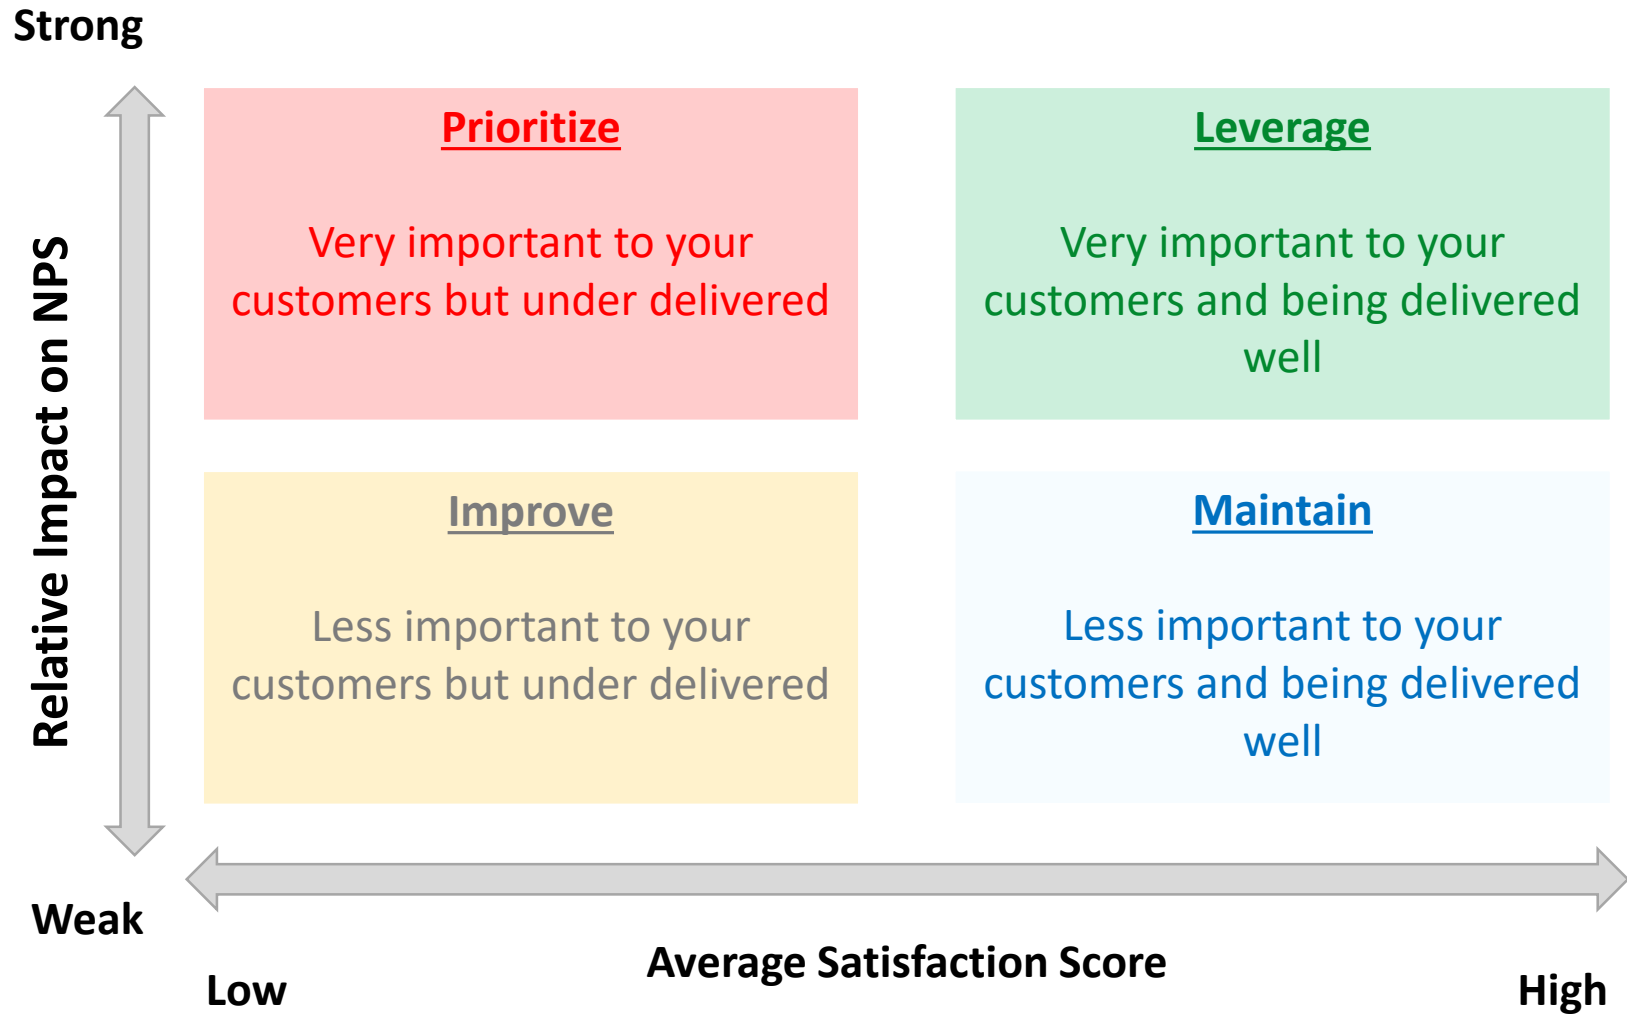 Strong
Prioritize
Very important to your
customers but under delivered
Leverage
Very important to your
customers and being delivered
well
Relative Impact on NPS
Improve
Less important to your
customers but under delivered
Maintain
Less important to your
customers and being delivered
well
Weak
Low
Average Satisfaction Score
High